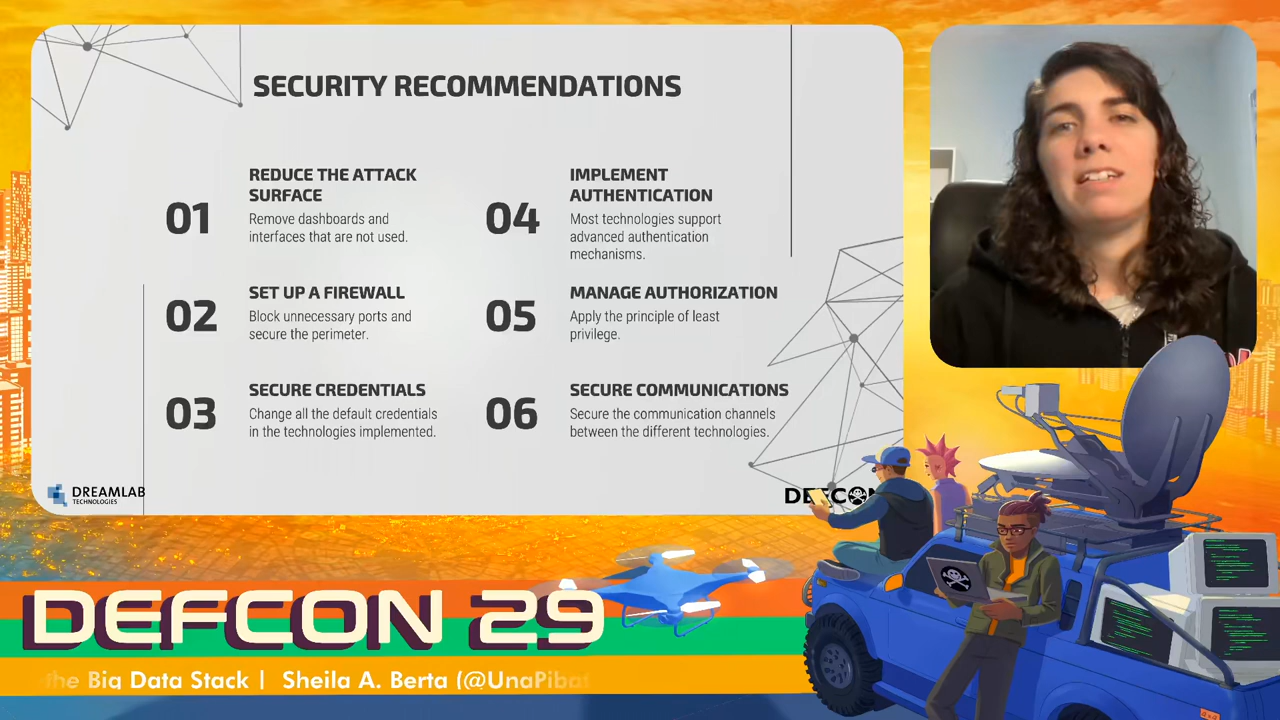 SECURITY RECOMMENDATIONS
01
REDUCE THE ATTACK
SURFACE
Remove dashboards and
interfaces that are not used.
02
SET UP A FIREWALL
Block unnecessary ports and
secure the perimeter.
03
SECURE CREDENTIALS
Change all the default credentials
in the technologies implemented.
04
IMPLEMENT
AUTHENTICATION
Most technologies support
advanced authentication
mechanisms.
05
MANAGE AUTHORIZATION
Apply the principle of least
privilege.
06
SECURE COMMUNICATIONS
Secure the communication channels
between the different technologies.
DREAMLAB
TECHNOLOGIES
DEFCON
DEFCON 29
the Big Data Stack | Sheila A. Berta (@UnaPiba